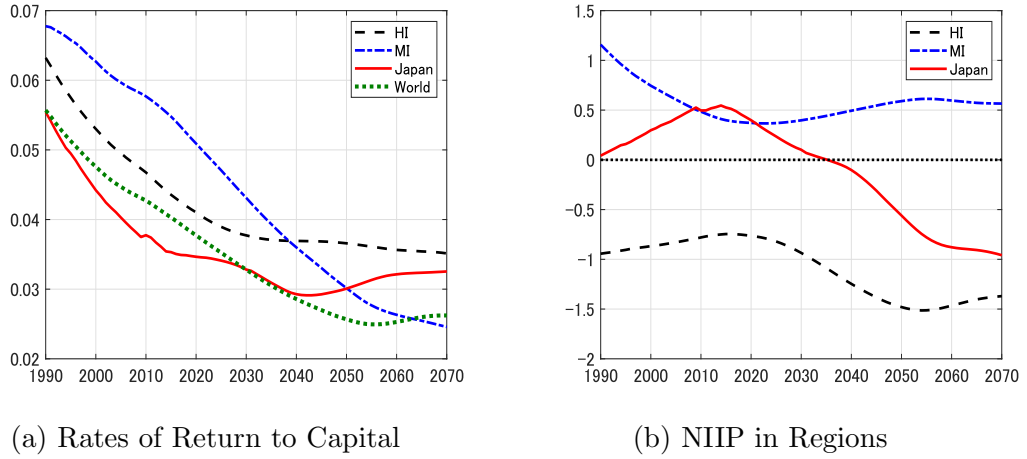 0.07
0.06
0.05
0.04
0.03
0.02
1990 2000 2010 2020 2030 2040 2050 2060 2070
HI
MI
Japan
World
(a) Rates of Return to Capital
1.5
1
0.5
0
−0.5
−1
−1.5
−2
1990 2000 2010 2020 2030 2040 2050 2060 2070
HI
MI
Japan
(b) NIIP in Regions